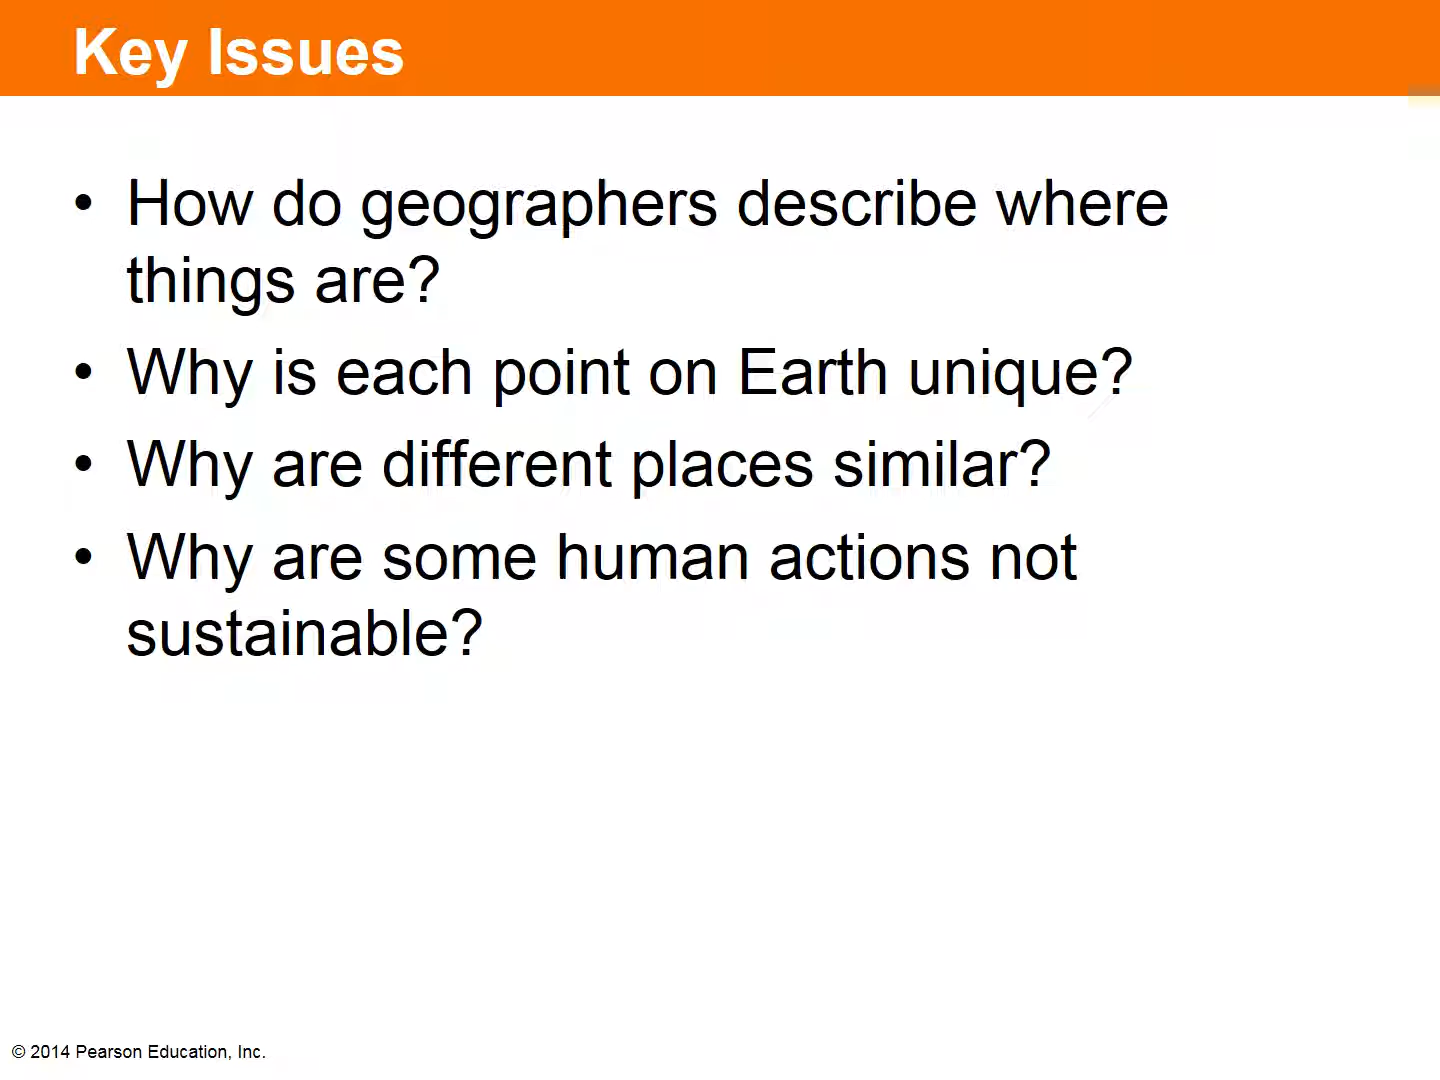 Key Issues
• How do geographers describe where
things are?
• Why is each point on Earth unique?
• Why are different places similar?
• Why are some human actions not
sustainable?
© 2014 Pearson Education, Inc.